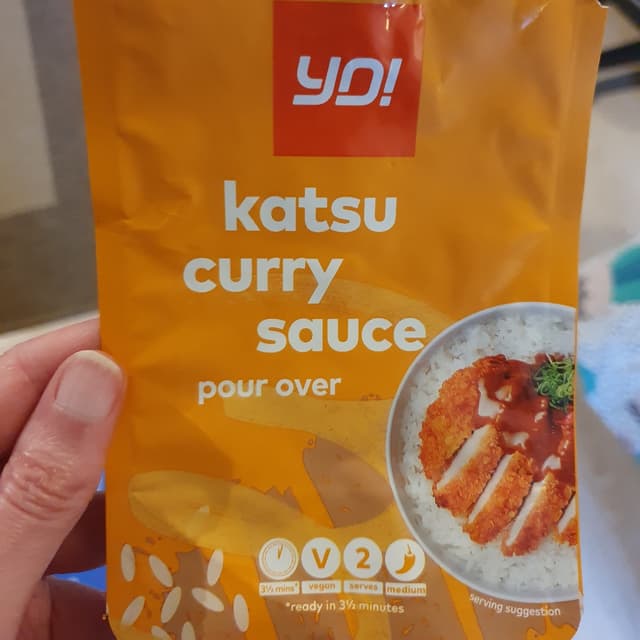 YO!
katsu
curry
sauce
pour over
V 2
3½ mins* vegan serves medium
*ready in 3½ minutes
serving suggestion